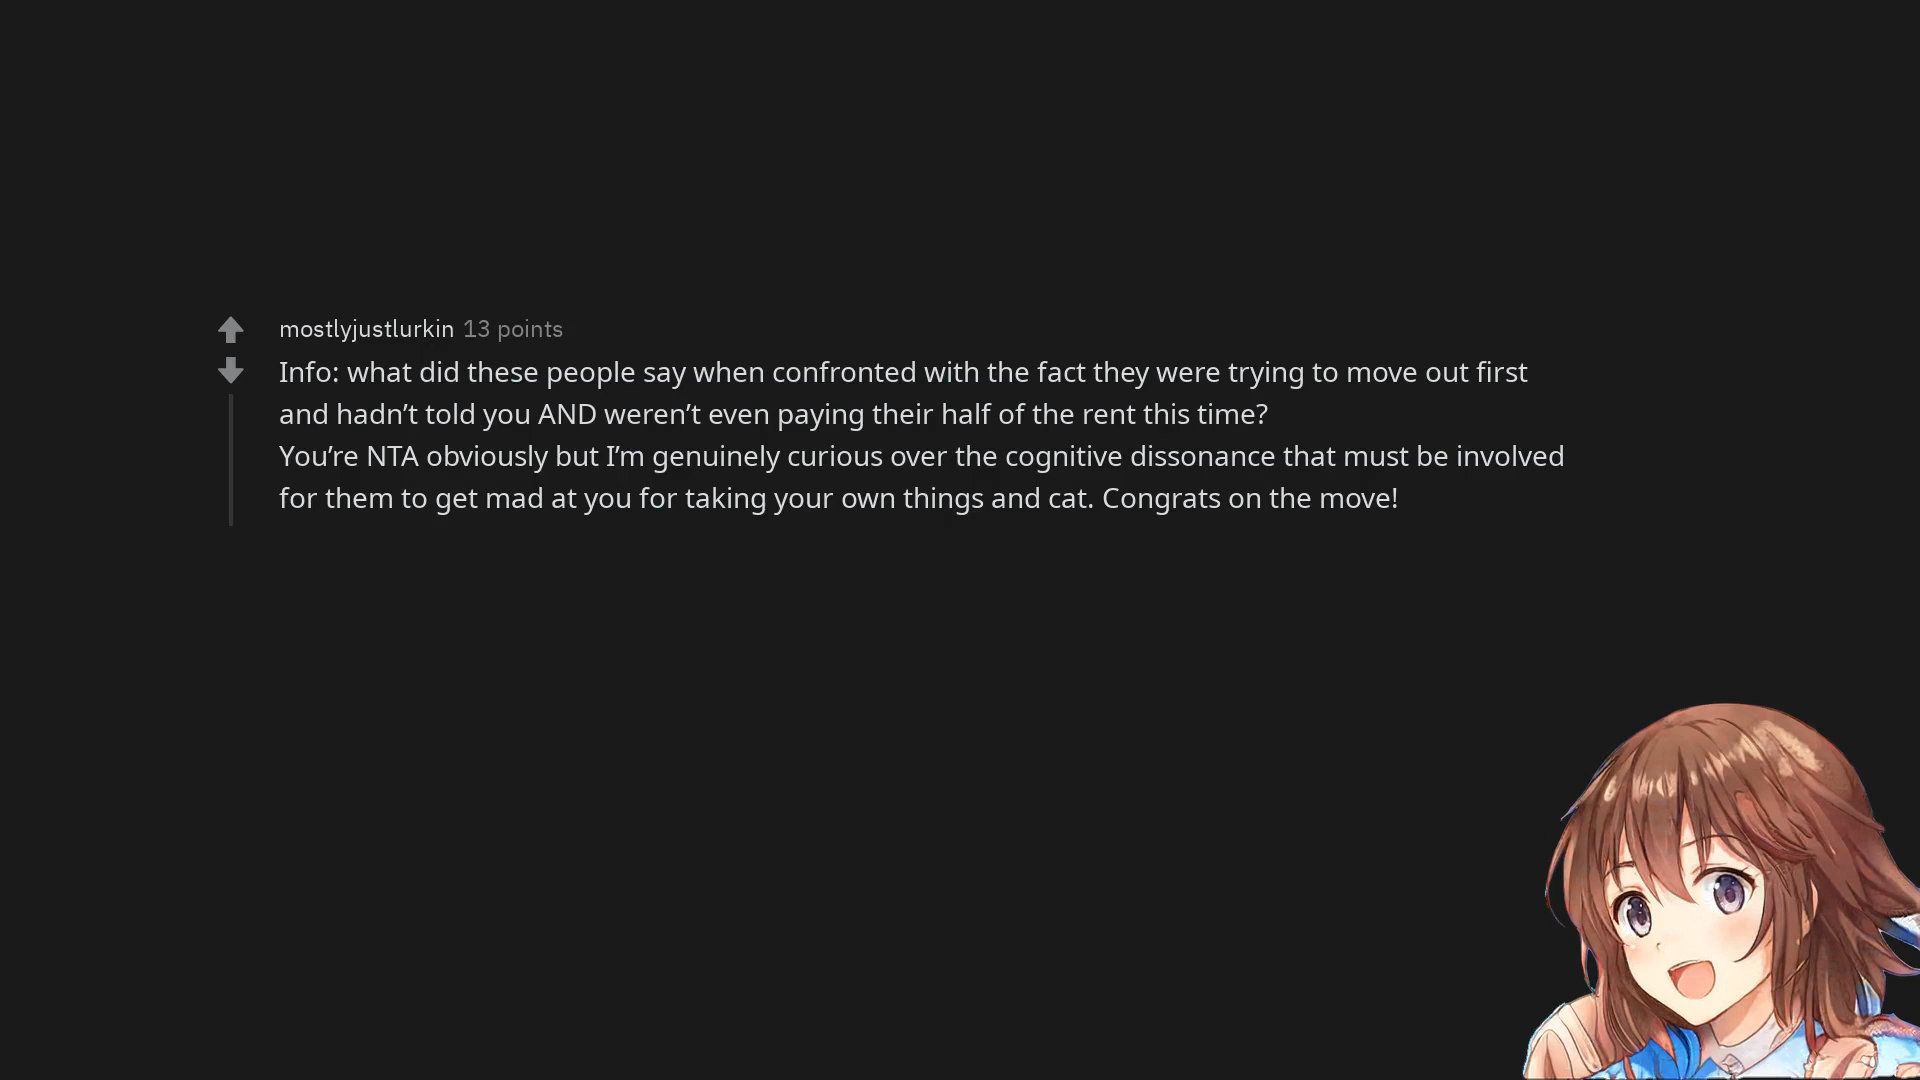 mostlyjustlurkin 13 points
Info: what did these people say when confronted with the fact they were trying to move out first
and hadn’t told you AND weren’t even paying their half of the rent this time?
You’re NTA obviously but I’m genuinely curious over the cognitive dissonance that must be involved
for them to get mad at you for taking your own things and cat. Congrats on the move!